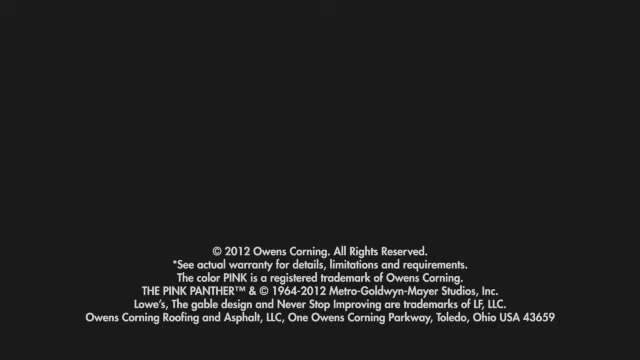 © 2012 Owens Corning. All Rights Reserved.
*See actual warranty for details, limitations and requirements.
The color PINK is a registered trademark of Owens Corning.
THE PINK PANTHER™ & © 1964-2012 Metro-Goldwyn-Mayer Studios, Inc.
Lowe's, The gable design and Never Stop Improving are trademarks of LF, LLC.
Owens Corning Roofing and Asphalt, LLC, One Owens Corning Parkway, Toledo, Ohio USA 43659